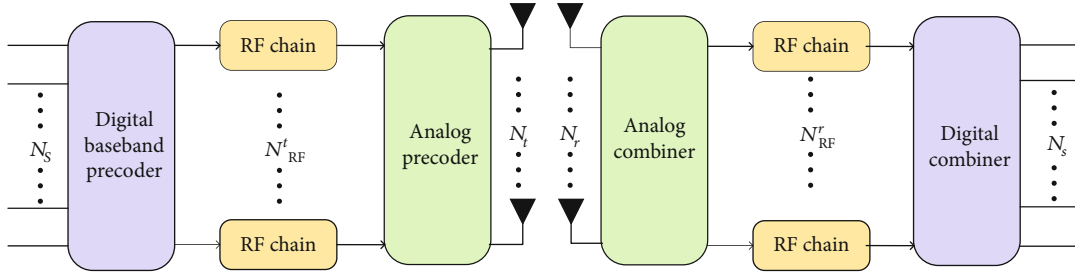 RF chain
RF chain
Digital
baseband
precoder
N_S
N^t_RF
Analog
precoder
N_t
N_r
Analog
combiner
N^r_RF
Digital
combiner
N_s
RF chain
RF chain